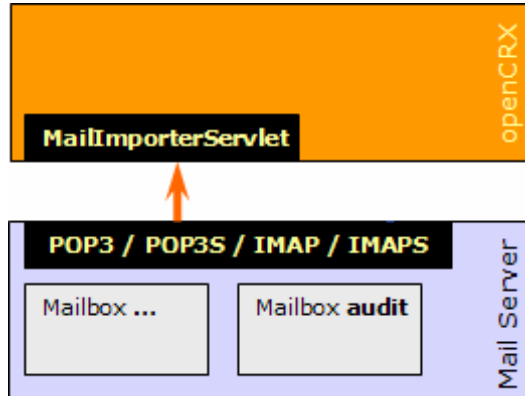 openCRX
MailImporterServlet
POP3 / POP3S / IMAP / IMAPS
Mailbox ...
Mailbox audit
Mail Server